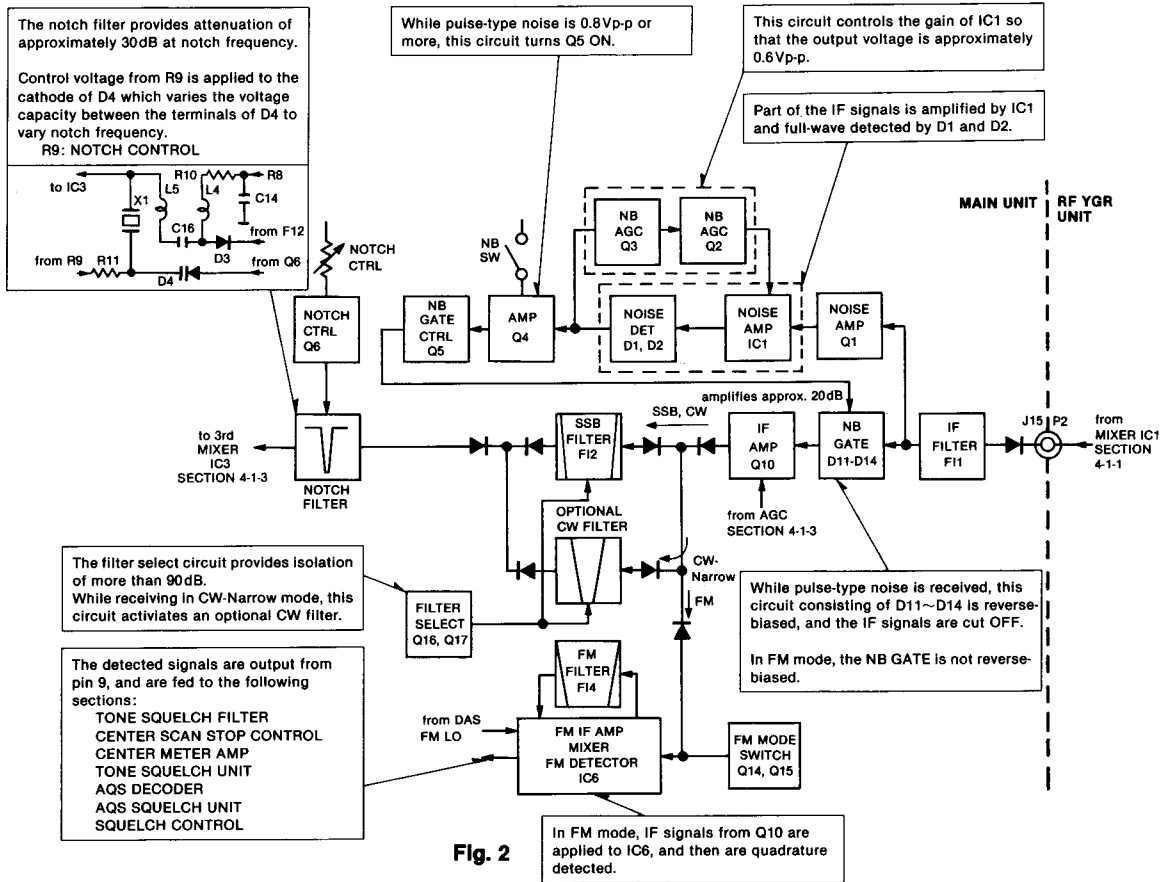 The notch filter provides attenuation of
approximately 30dB at notch frequency.
Control voltage from R9 is applied to the
cathode of D4 which varies the voltage
capacity between the terminals of D4 to
vary notch frequency.
R9: NOTCH CONTROL
to IC3
X1
L5
R10
L4
R8
C14
C16
D3
from F12
from R9
R11
D4
from Q6
While pulse-type noise is 0.8Vp-p or
more, this circuit turns Q5 ON.
This circuit controls the gain of IC1 so
that the output voltage is approximately
0.6Vp-p.
Part of the IF signals is amplified by IC1
and full-wave detected by D1 and D2.
MAIN UNIT
RF YGR
UNIT
NOTCH
CTRL
NOTCH
CTRL
Q6
NB
SW
NB
GATE
CTRL
Q5
AMP
Q4
NB
AGC
Q3
NB
AGC
Q2
NOISE
DET
D1, D2
NOISE
AMP
IC1
NOISE
AMP
Q1
amplifies approx. 20dB
SSB, CW
to 3rd
MIXER
IC3
SECTION 4-1-3
NOTCH
FILTER
SSB
FILTER
FI2
IF
AMP
Q10
NB
GATE
D11-D14
IF
FILTER
FI1
J15
P2
from
MIXER IC1
SECTION
4-1-1
from AGC
SECTION 4-1-3
OPTIONAL
CW FILTER
CW-
Narrow
FM
The filter select circuit provides isolation
of more than 90dB.
While receiving in CW-Narrow mode, this
circuit activiates an optional CW filter.
FILTER
SELECT
Q16, Q17
While pulse-type noise is received, this
circuit consisting of D11~D14 is reverse-
biased, and the IF signals are cut OFF.
In FM mode, the NB GATE is not reverse-
biased.
The detected signals are output from
pin 9, and are fed to the following
sections:
TONE SQUELCH FILTER
CENTER SCAN STOP CONTROL
CENTER METER AMP
TONE SQUELCH UNIT
AQS DECODER
AQS SQUELCH UNIT
SQUELCH CONTROL
FM
FILTER
FI4
from DAS
FM LO
FM IF AMP
MIXER
FM DETECTOR
IC6
FM MODE
SWITCH
Q14, Q15
In FM mode, IF signals from Q10 are
applied to IC6, and then are quadrature
detected.
Fig. 2